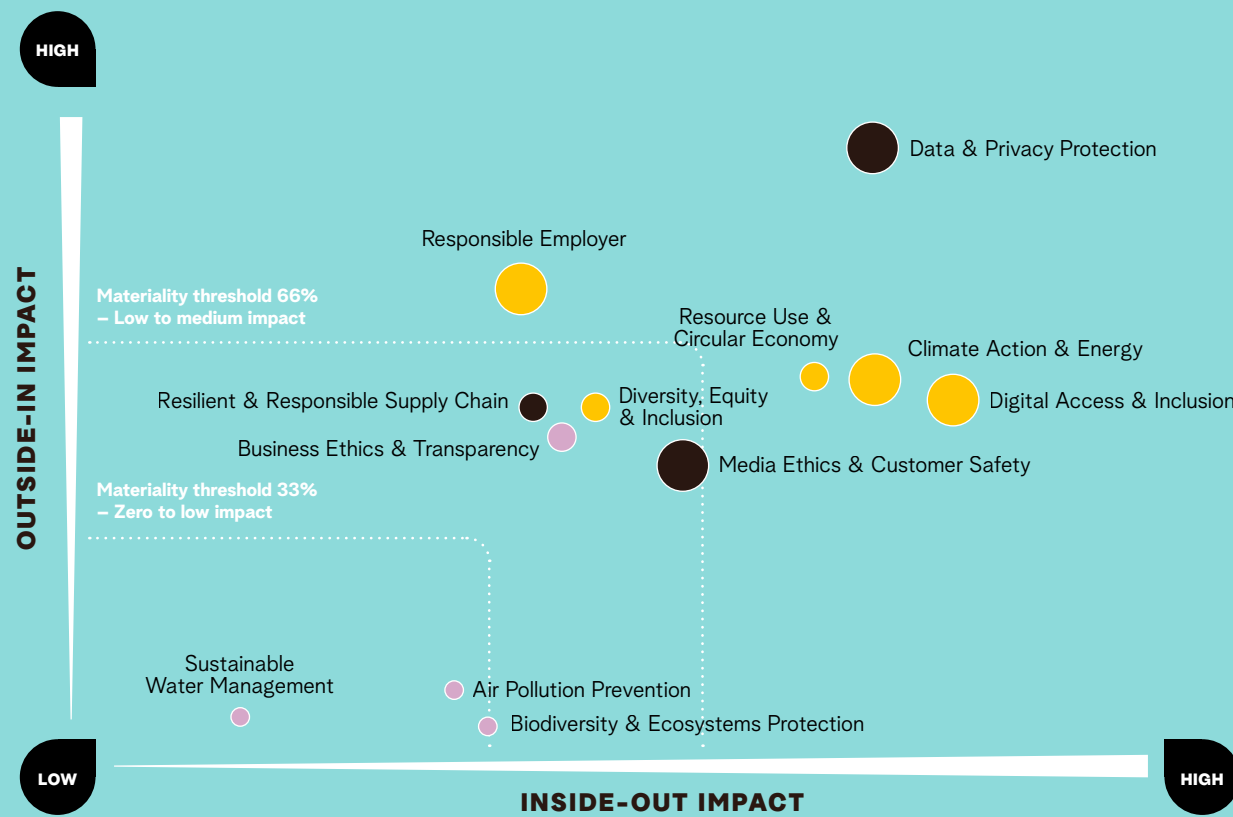 HIGH
Data & Privacy Protection
Responsible Employer
OUTSIDE-IN IMPACT
Materiality threshold 66%
– Low to medium impact
Resource Use &
Circular Economy
Climate Action & Energy
Resilient & Responsible Supply Chain
Diversity, Equity
& Inclusion
Digital Access & Inclusion
Business Ethics & Transparency
Media Ethics & Customer Safety
Materiality threshold 33%
– Zero to low impact
Sustainable
Water Management
Air Pollution Prevention
Biodiversity & Ecosystems Protection
LOW
HIGH
INSIDE-OUT IMPACT